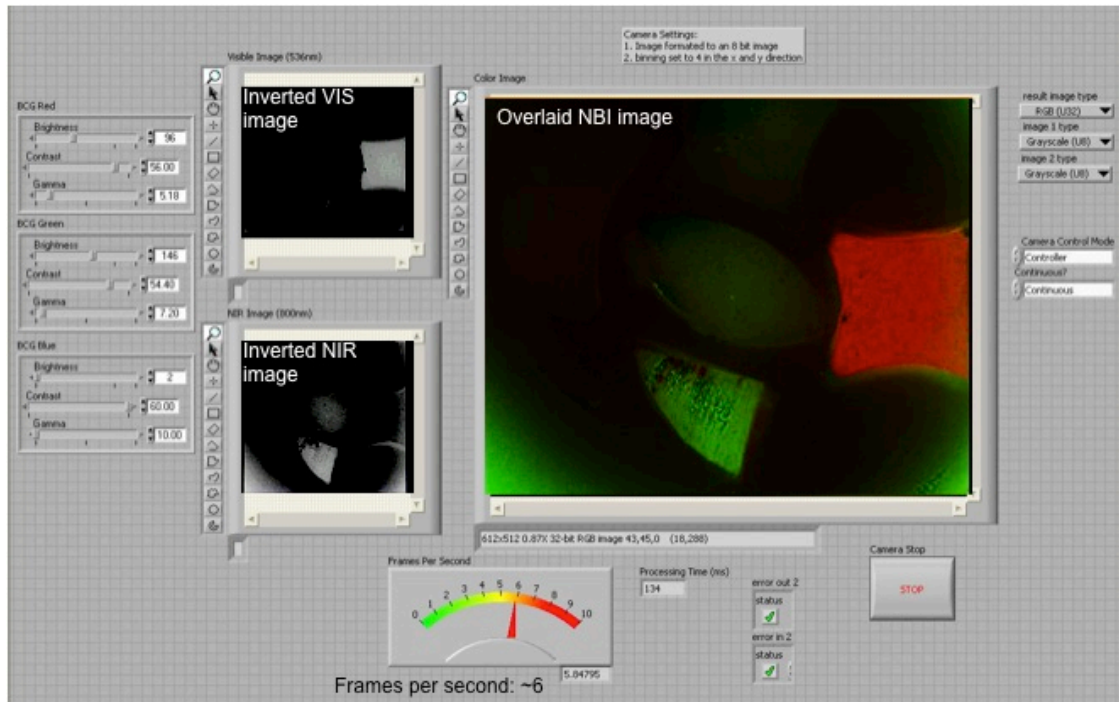 Camera Settings:
1. Image formated to an 8 bit image
2. binning set to 4 in the x and y direction
Visible Image (536nm)
Inverted VIS
image
Color Image
Overlaid NBI image
BCG Red
Brightness
96
Contrast
56.00
Gamma
5.18
BCG Green
Brightness
146
Contrast
54.40
Gamma
7.20
BCG Blue
Brightness
2
Contrast
60.00
Gamma
10.00
NIR Image (800nm)
Inverted NIR
image
result image type
RGB (U32)
image 1 type
Grayscale (U8)
image 2 type
Grayscale (U8)
Camera Control Mode
Controller
Continuous?
Continuous
612x512 0.87X 32-bit RGB image 43,45,0 (18,288)
Frames Per Second
0 1 2 3 4 5 6 7 8 9 10
5.84795
Frames per second: ~6
Processing Time (ms)
134
error out 2
status
error in 2
status
Camera Stop
STOP